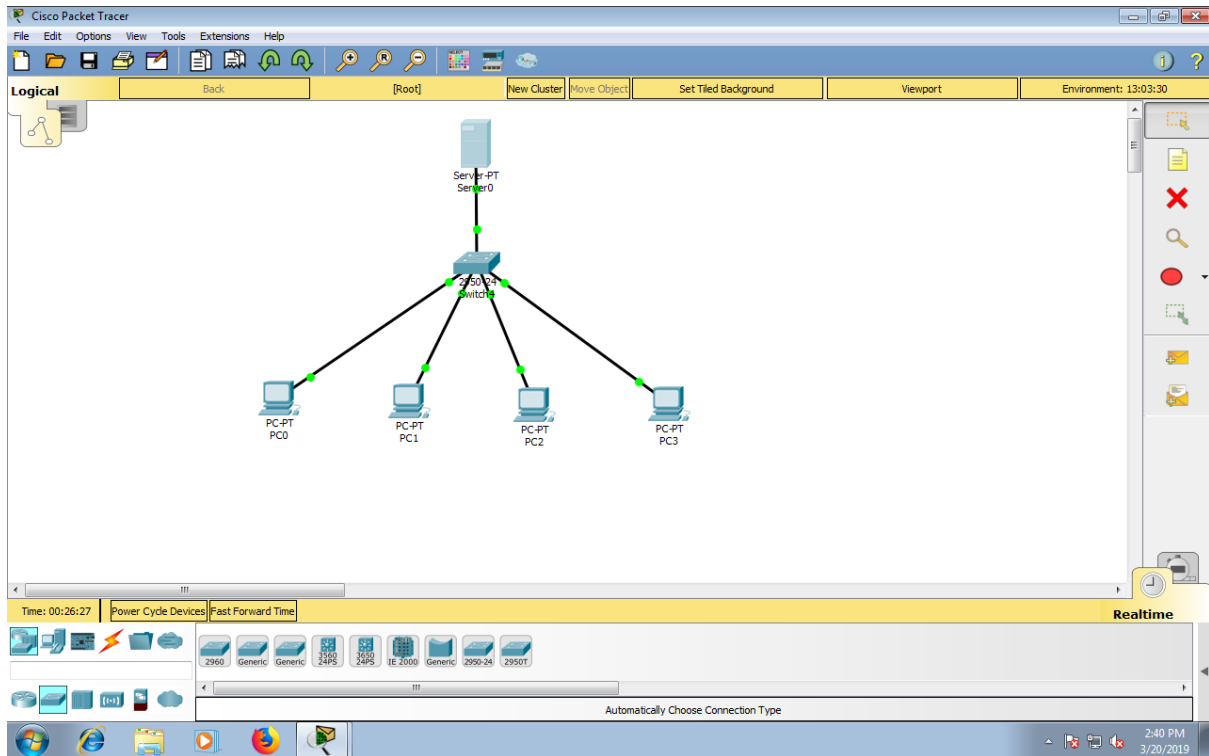 Cisco Packet Tracer
File Edit Options View Tools Extensions Help
Logical Back [Root] New Cluster Move Object Set Tiled Background Viewport Environment: 13:03:30
Server-PT
Server0
2950-24
Switch4
PC-PT
PC0
PC-PT
PC1
PC-PT
PC2
PC-PT
PC3
Time: 00:26:27 Power Cycle Devices Fast Forward Time Realtime
2960 Generic Generic 3560 24PS 3650 24PS IE 2000 Generic 2950-24 2950T
Automatically Choose Connection Type
2:40 PM
3/20/2019